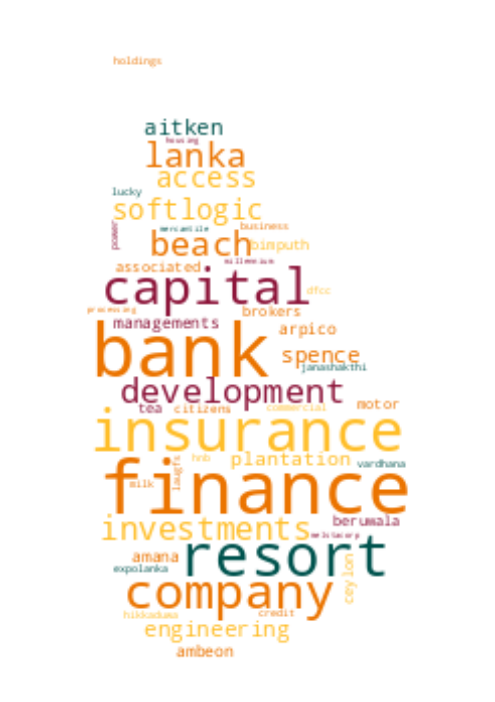 holdings
aitken
housing
lanka
access
lucky
softlogic
power
mercantile
business
beach
bimputh
associated
millennium
capital
dfcc
processing
brokers
managements
arpico
bank
spence
janashakthi
development
tea
citizens
commercial
motor
insurance
hnb
plantation
vardhana
laugfs
finance
milk
investments
berumala
melstacorp
resort
amana
expolanka
ceylon
company
hikkaduwa
credit
engineering
ambeon